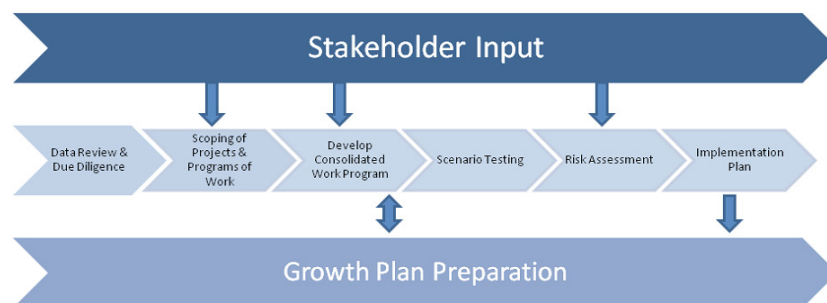 Stakeholder Input
Data Review &
Due Diligence
Scoping of
Projects &
Programs of
Work
Develop
Consolidated
Work Program
Scenario Testing
Risk Assessment
Implementation
Plan
Growth Plan Preparation